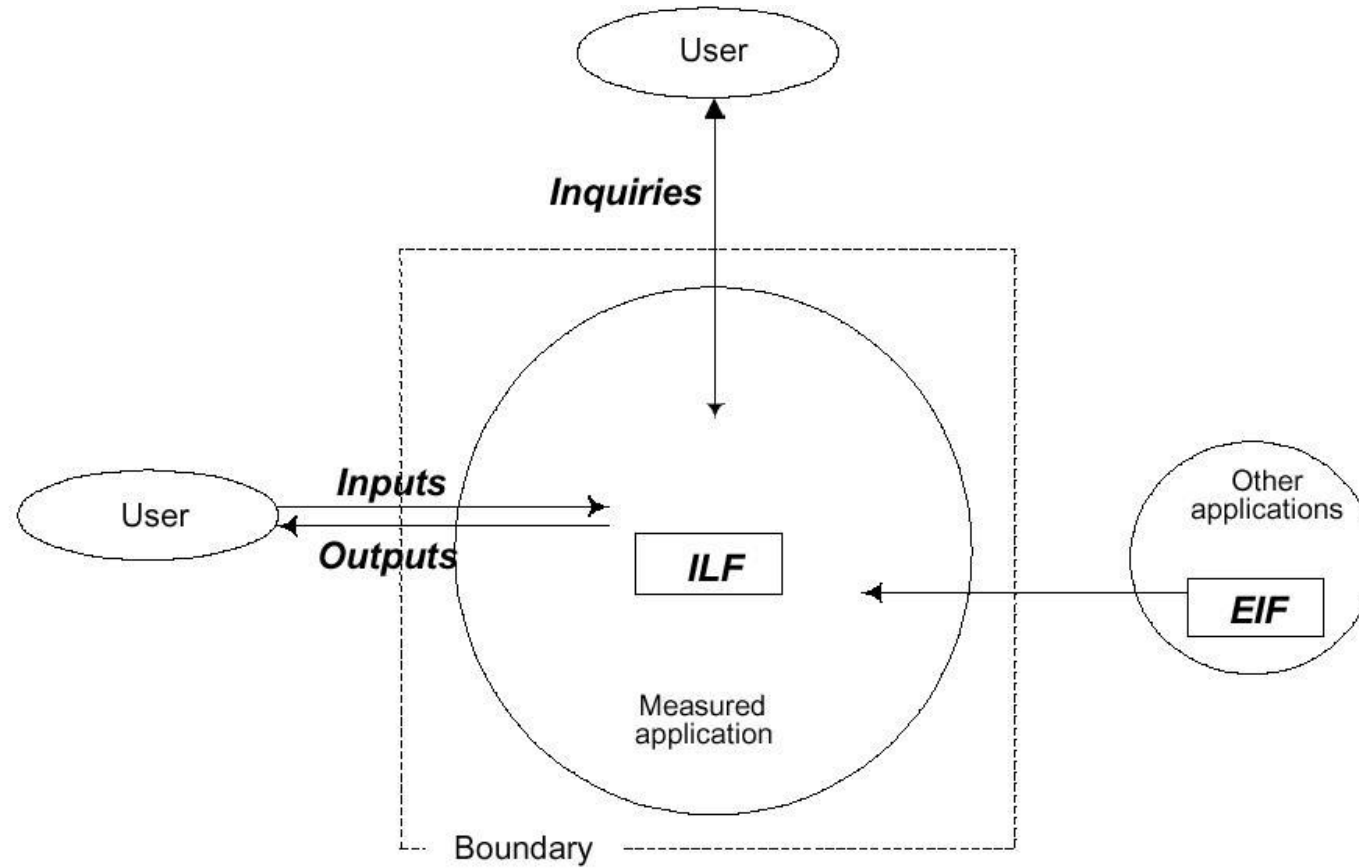 User
Inquiries
Inputs
User
Outputs
ILF
Other
applications
EIF
Measured
application
Boundary